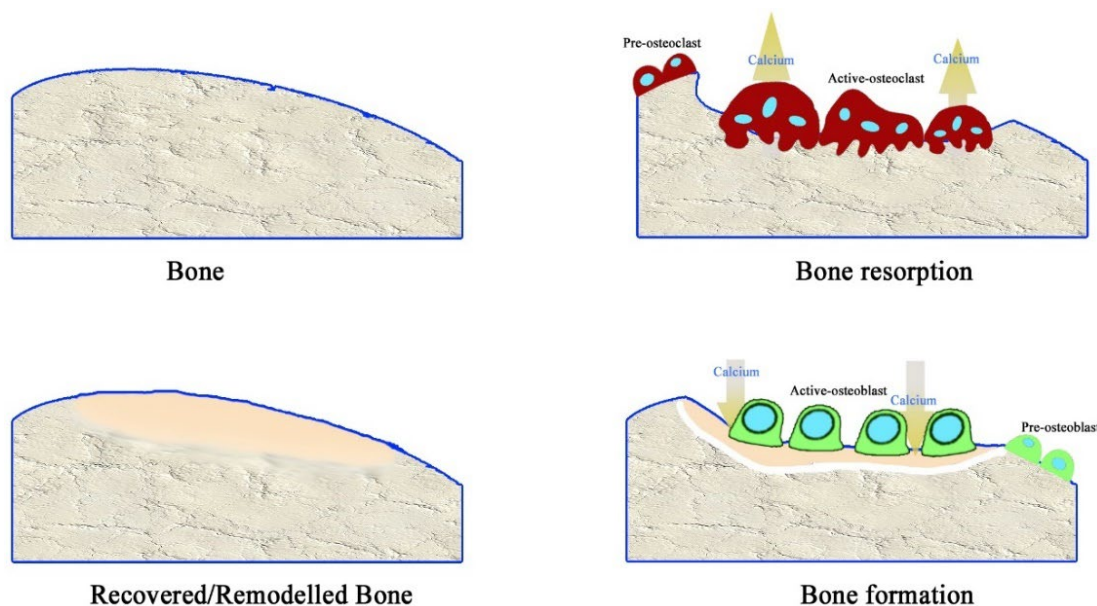 Pre-osteoclast
Calcium
Active-osteoclast
Calcium
Bone
Bone resorption
Calcium
Active-osteoblast
Calcium
Pre-osteoblast
Recovered/Remodelled Bone
Bone formation